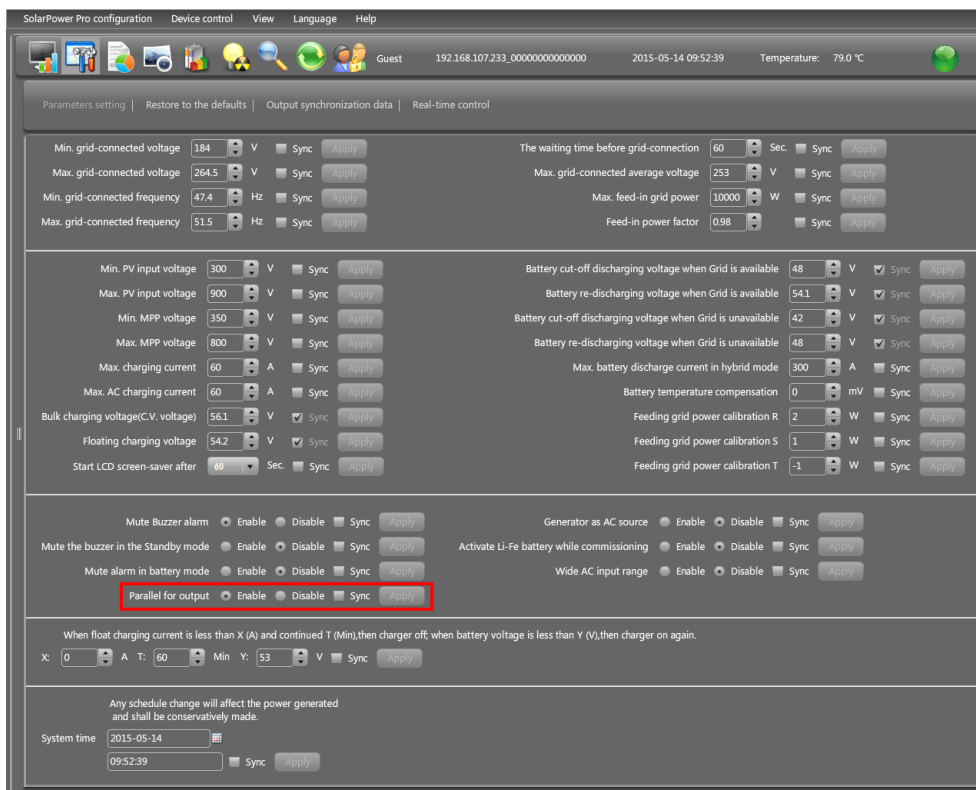 SolarPower Pro configuration Device control View Language Help
Guest 192.168.107.233_00000000000000 2015-05-14 09:52:39 Temperature: 79.0 ℃
Parameters setting | Restore to the defaults | Output synchronization data | Real-time control
Min. grid-connected voltage 184 V Sync Apply
Max. grid-connected voltage 264.5 V Sync Apply
Min. grid-connected frequency 47.4 Hz Sync Apply
Max. grid-connected frequency 51.5 Hz Sync Apply
The waiting time before grid-connection 60 Sec. Sync Apply
Max. grid-connected average voltage 253 V Sync Apply
Max. feed-in grid power 10000 W Sync Apply
Feed-in power factor 0.98 Sync Apply
Min. PV input voltage 300 V Sync Apply
Max. PV input voltage 900 V Sync Apply
Min. MPP voltage 350 V Sync Apply
Max. MPP voltage 800 V Sync Apply
Max. charging current 60 A Sync Apply
Max. AC charging current 60 A Sync Apply
Bulk charging voltage(C.V. voltage) 56.1 V Sync Apply
Floating charging voltage 54.2 V Sync Apply
Start LCD screen-saver after 60 Sec. Sync Apply
Battery cut-off discharging voltage when Grid is available 48 V Sync Apply
Battery re-discharging voltage when Grid is available 54.1 V Sync Apply
Battery cut-off discharging voltage when Grid is unavailable 42 V Sync Apply
Battery re-discharging voltage when Grid is unavailable 48 V Sync Apply
Max. battery discharge current in hybrid mode 300 A Sync Apply
Battery temperature compensation 0 mV Sync Apply
Feeding grid power calibration R 2 W Sync Apply
Feeding grid power calibration S 1 W Sync Apply
Feeding grid power calibration T -1 W Sync Apply
Mute Buzzer alarm Enable Disable Sync Apply
Mute the buzzer in the Standby mode Enable Disable Sync Apply
Mute alarm in battery mode Enable Disable Sync Apply
Parallel for output Enable Disable Sync Apply
Generator as AC source Enable Disable Sync Apply
Activate Li-Fe battery while commissioning Enable Disable Sync Apply
Wide AC input range Enable Disable Sync Apply
When float charging current is less than X (A) and continued T (Min),then charger off; when battery voltage is less than Y (V),then charger on again.
X: 0 A T: 60 Min Y: 53 V Sync Apply
Any schedule change will affect the power generated
and shall be conservatively made.
System time 2015-05-14
09:52:39 Sync Apply